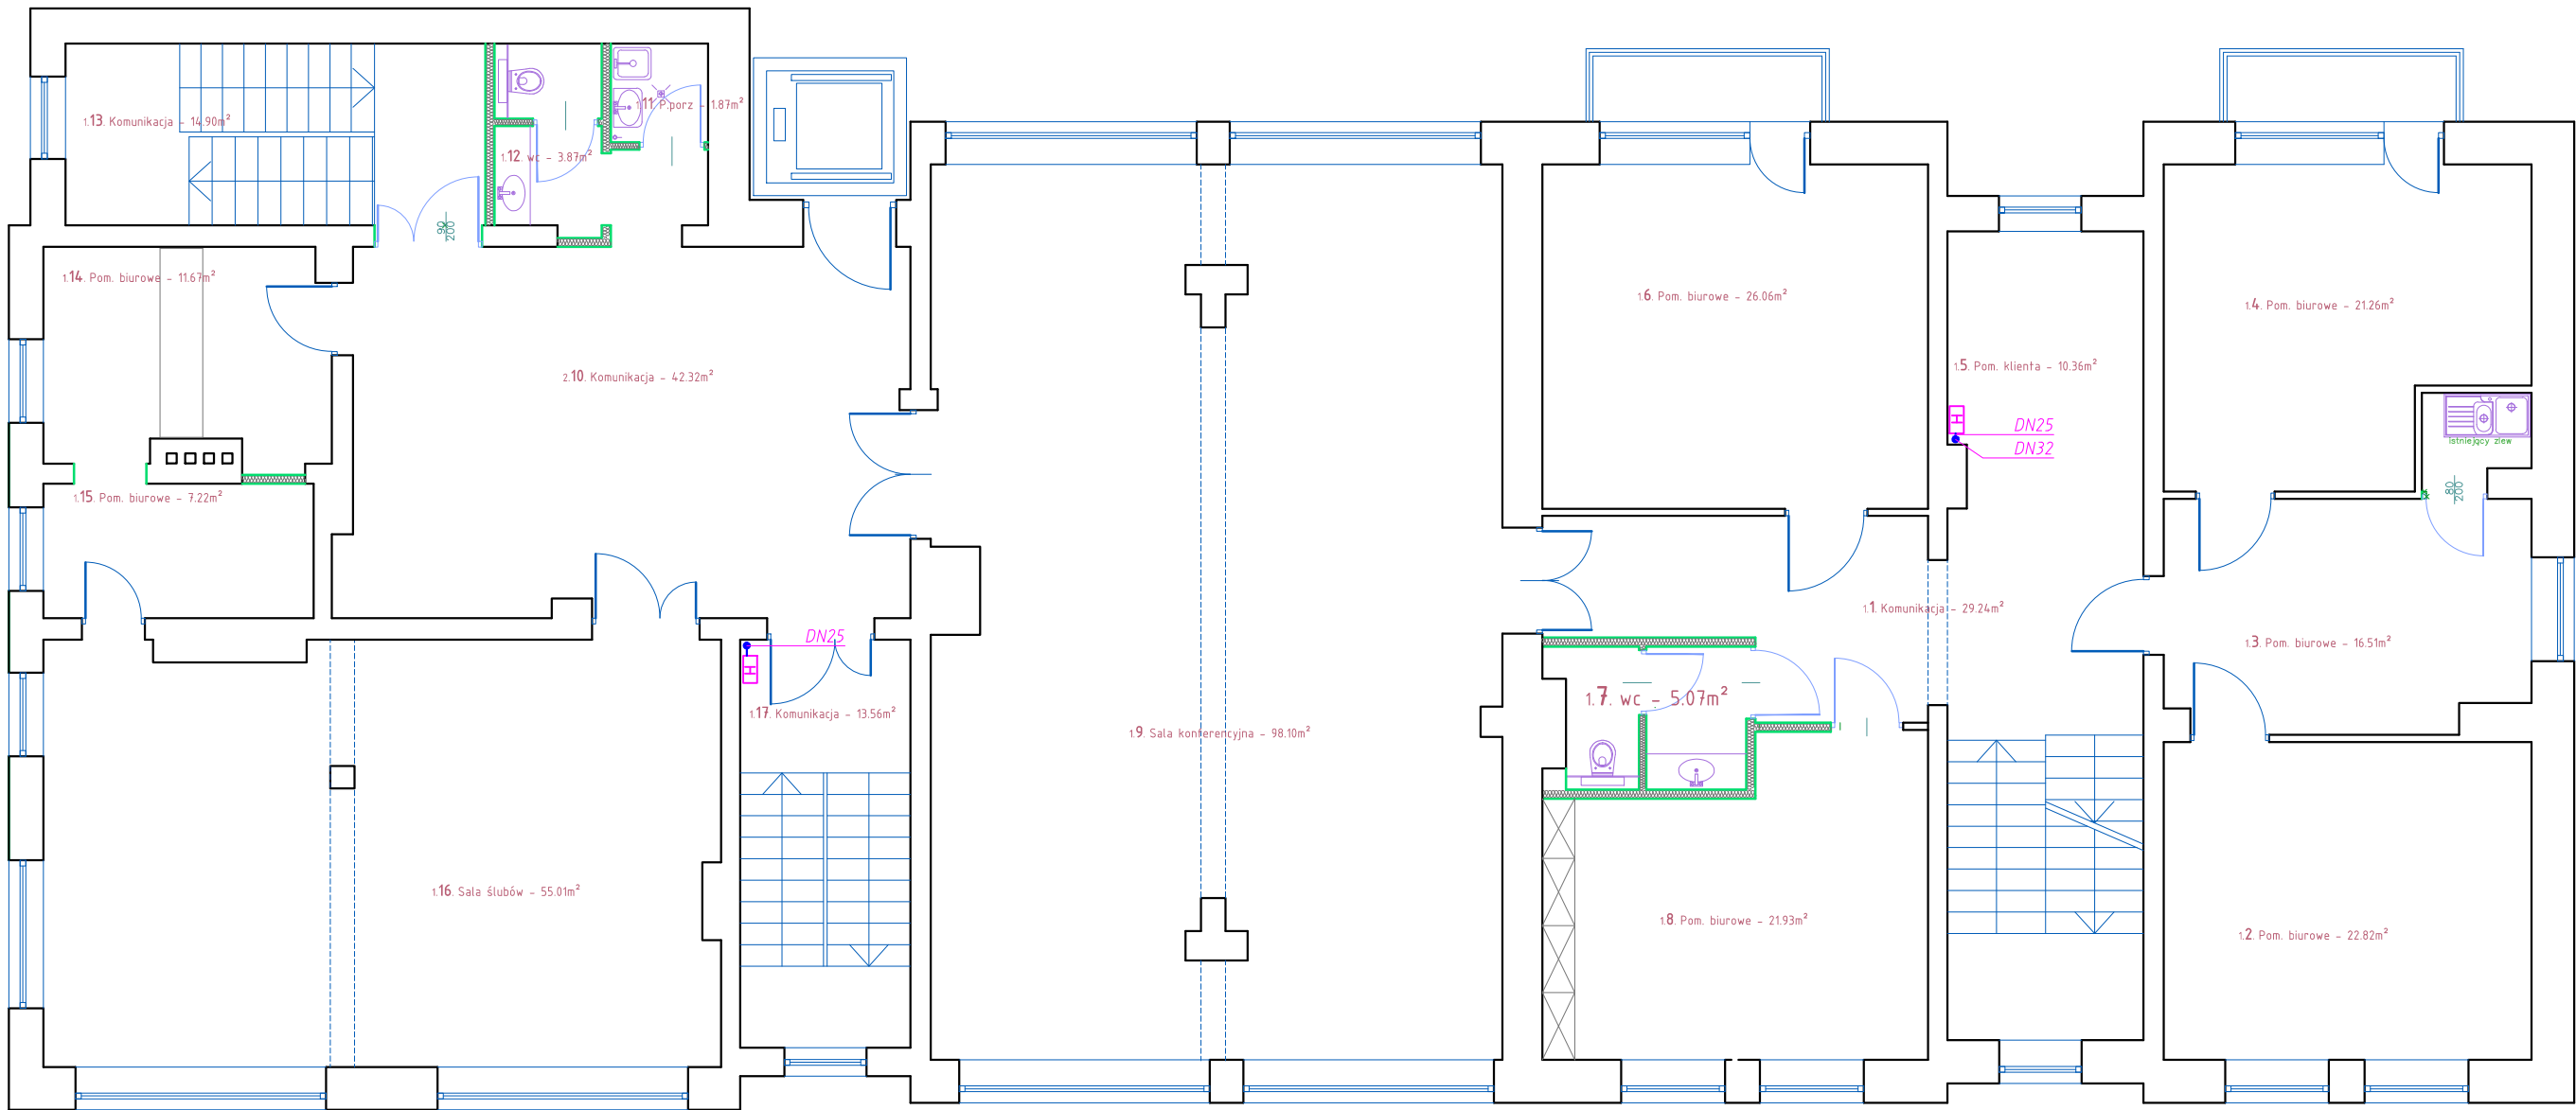 1.11. P.porz - 1.87m²
1.13. Komunikacja - 14.90m²
1.12. wc - 3.87m²
90
200
1.14. Pom. biurowe - 11.67m²
1.6. Pom. biurowe - 26.06m²
1.4. Pom. biurowe - 21.26m²
2.10. Komunikacja - 42.32m²
1.5. Pom. klienta - 10.36m²
H
DN25
DN32
istniejący zlew
80
200
1.15. Pom. biurowe - 7.22m²
1.1. Komunikacja - 29.24m²
DN25
H
1.3. Pom. biurowe - 16.51m²
1.7. wc - 5.07m²
1.17. Komunikacja - 13.56m²
1.9. Sala konferencyjna - 98.10m²
1.16. Sala ślubów - 55.01m²
1.8. Pom. biurowe - 21.93m²
1.2. Pom. biurowe - 22.82m²